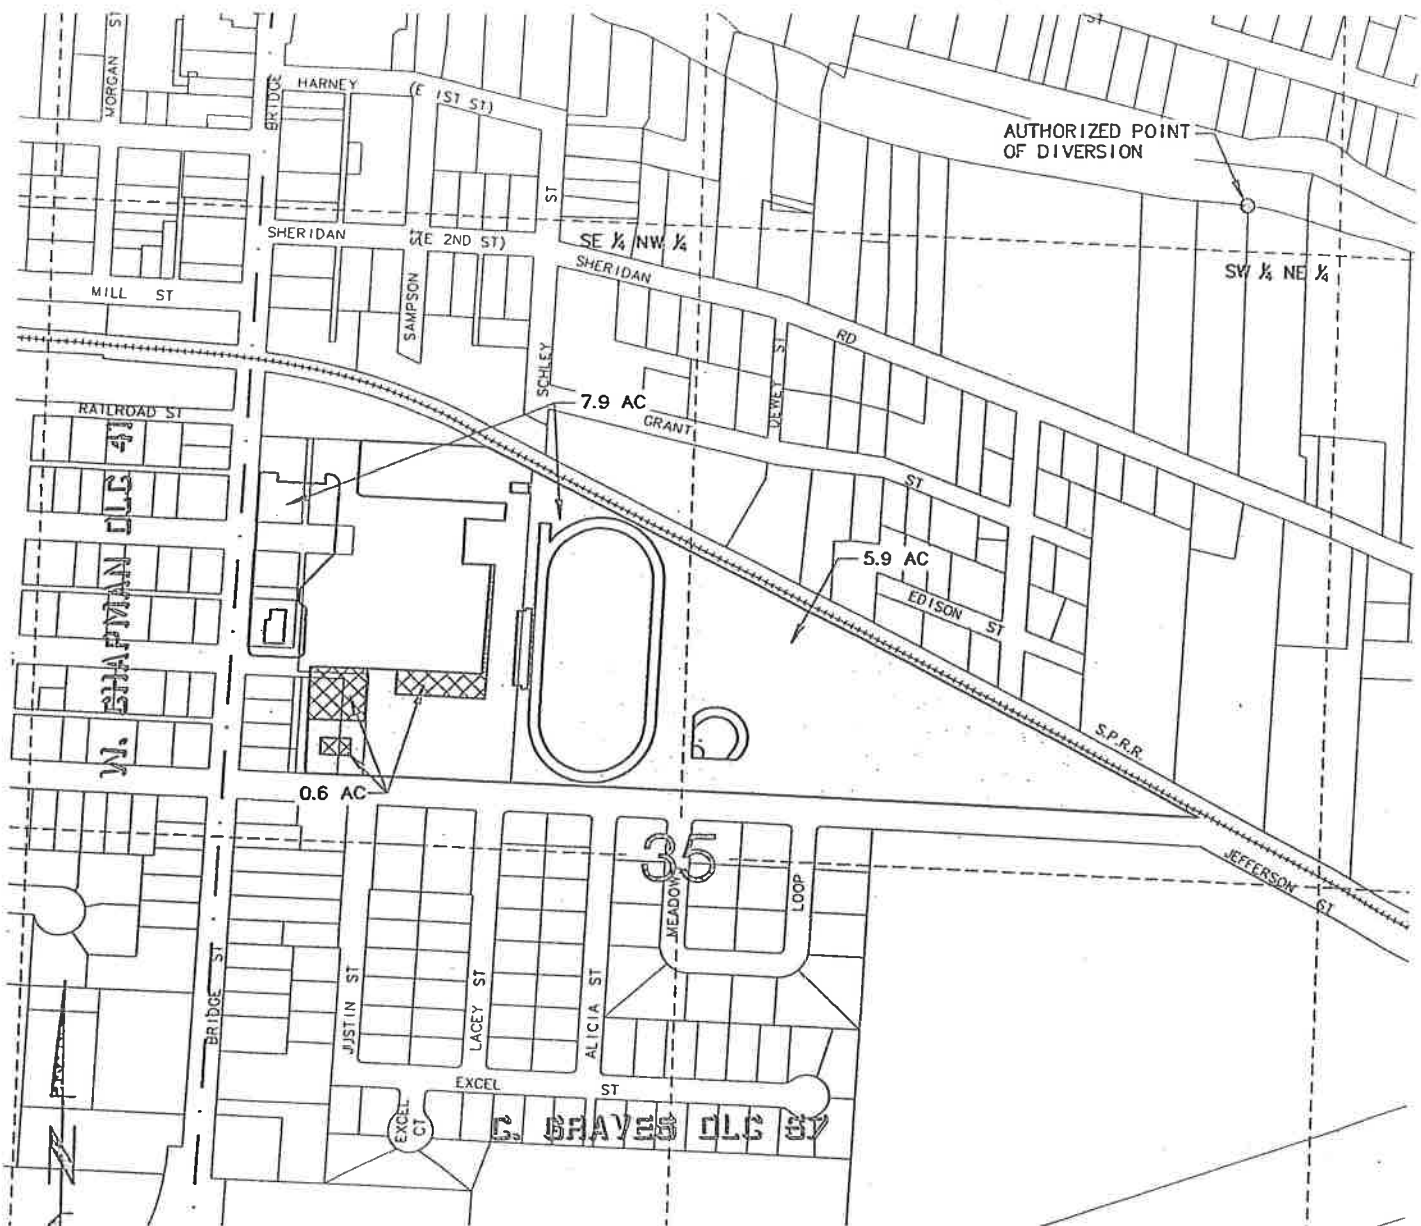 ST
MORGAN ST
BRIDGE
HARNEY
(E 1ST ST)
AUTHORIZED POINT
OF DIVERSION
ST
SHERIDAN
(E 2ND ST)
SE ¼ NW ¼
SW ¼ NE ¼
SHERIDAN
RD
MILL ST
SAMPSON
SCHLEY
DEWEY ST
RAILROAD ST
7.9 AC
GRANT
ST
W. CHAPMAN DLC 41
5.9 AC
EDISON ST
S.P.R.R.
0.6 AC
35
MEADOW
LOOP
JEFFERSON
ST
BRIDGE ST
JUSTIN ST
LACEY ST
ALICIA ST
EXCEL ST
EXCEL
CT